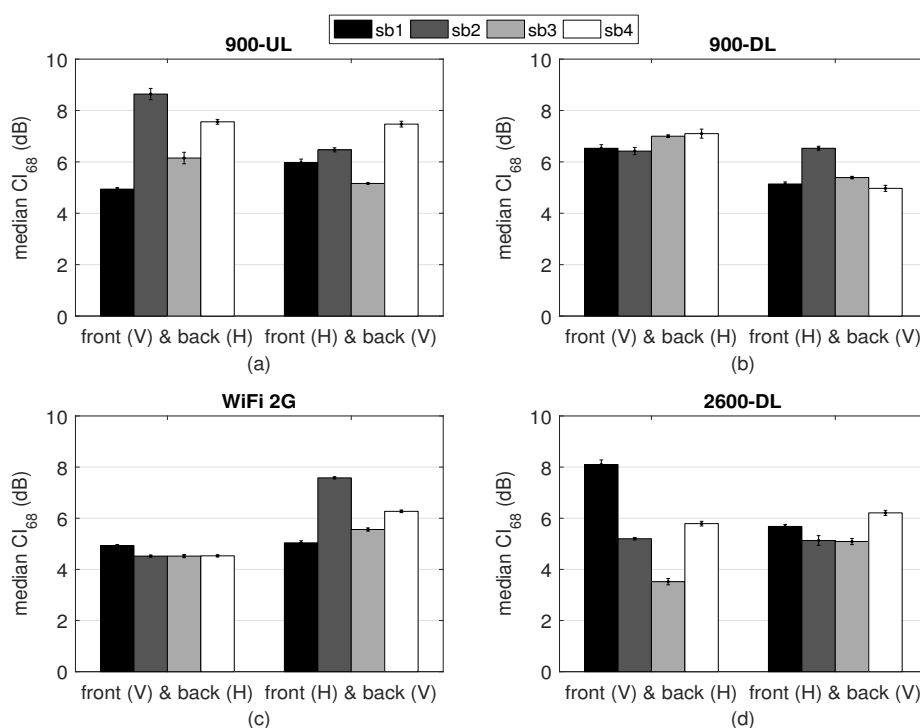 sb1 sb2 sb3 sb4
900-UL
10
8
6
4
2
0
median CI68 (dB)
front (V) & back (H) front (H) & back (V)
(a)
900-DL
10
8
6
4
2
0
median CI68 (dB)
front (V) & back (H) front (H) & back (V)
(b)
WiFi 2G
10
8
6
4
2
0
median CI68 (dB)
front (V) & back (H) front (H) & back (V)
(c)
2600-DL
10
8
6
4
2
0
median CI68 (dB)
front (V) & back (H) front (H) & back (V)
(d)